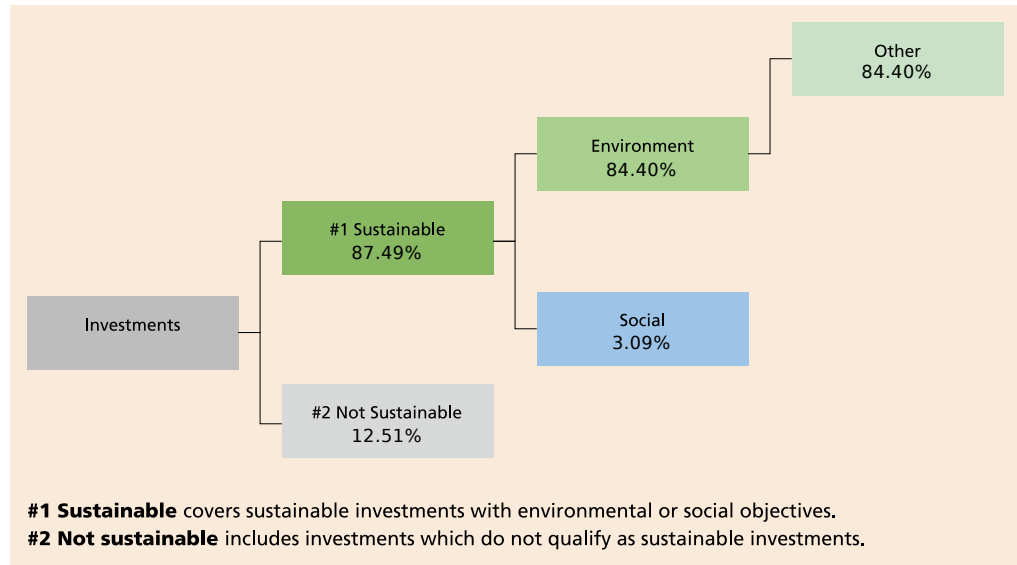 Other
84.40%
Environment
84.40%
#1 Sustainable
87.49%
Investments
Social
3.09%
#2 Not Sustainable
12.51%
#1 Sustainable covers sustainable investments with environmental or social objectives.
#2 Not sustainable includes investments which do not qualify as sustainable investments.